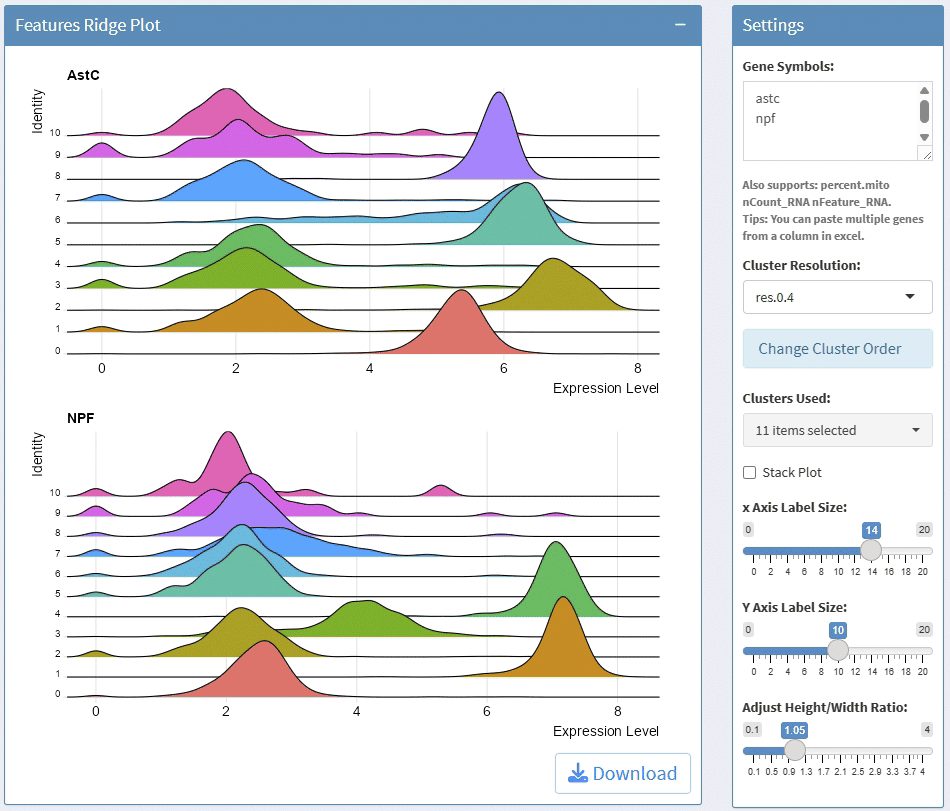 Features Ridge Plot
AstC
Identity
10
9
8
7
6
5
4
3
2
1
0
0 2 4 6 8
Expression Level
NPF
Identity
10
9
8
7
6
5
4
3
2
1
0
0 2 4 6 8
Expression Level
Download
Settings
Gene Symbols:
astc
npf
Also supports: percent.mito
nCount_RNA nFeature_RNA.
Tips: You can paste multiple genes
from a column in excel.
Cluster Resolution:
res.0.4
Change Cluster Order
Clusters Used:
11 items selected
Stack Plot
x Axis Label Size:
0 14 20
0 2 4 6 8 10 12 14 16 18 20
Y Axis Label Size:
0 10 20
0 2 4 6 8 10 12 14 16 18 20
Adjust Height/Width Ratio:
0.1 1.05 4
0.1 0.5 0.9 1.3 1.7 2.1 2.5 2.9 3.3 3.7 4